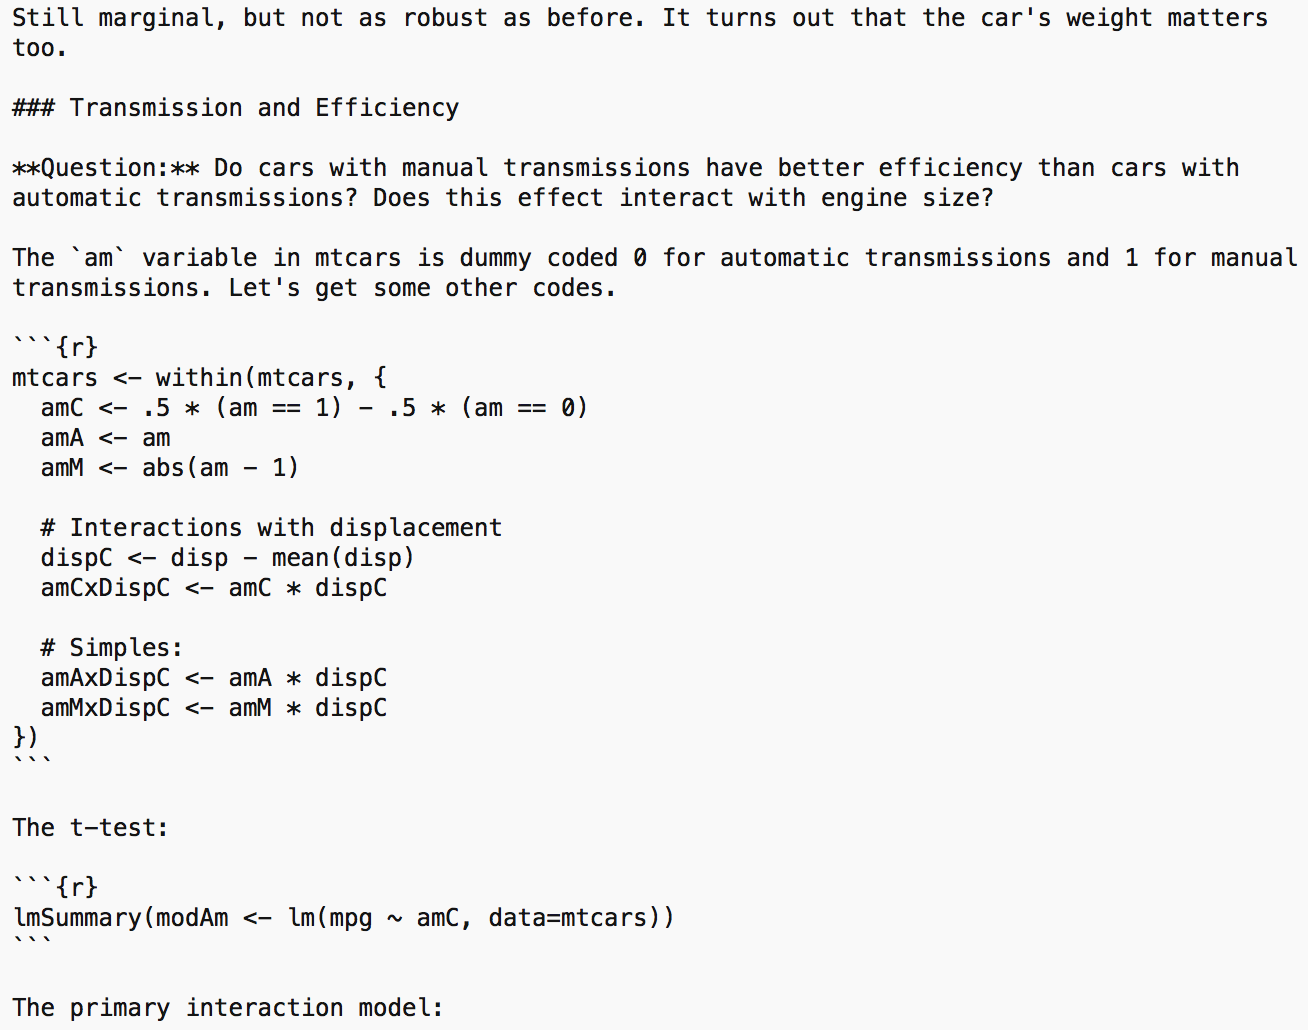 Still marginal, but not as robust as before. It turns out that the car's weight matters
too.
### Transmission and Efficiency
**Question:** Do cars with manual transmissions have better efficiency than cars with
automatic transmissions? Does this effect interact with engine size?
The `am` variable in mtcars is dummy coded 0 for automatic transmissions and 1 for manual
transmissions. Let's get some other codes.
```{r}
mtcars <- within(mtcars, {
  amC <- .5 * (am == 1) - .5 * (am == 0)
  amA <- am
  amM <- abs(am - 1)
  # Interactions with displacement
  dispC <- disp - mean(disp)
  amCxDispC <- amC * dispC
  # Simples:
  amAxDispC <- amA * dispC
  amMxDispC <- amM * dispC
})
```
The t-test:
```{r}
lmSummary(modAm <- lm(mpg ~ amC, data=mtcars))
```
The primary interaction model: